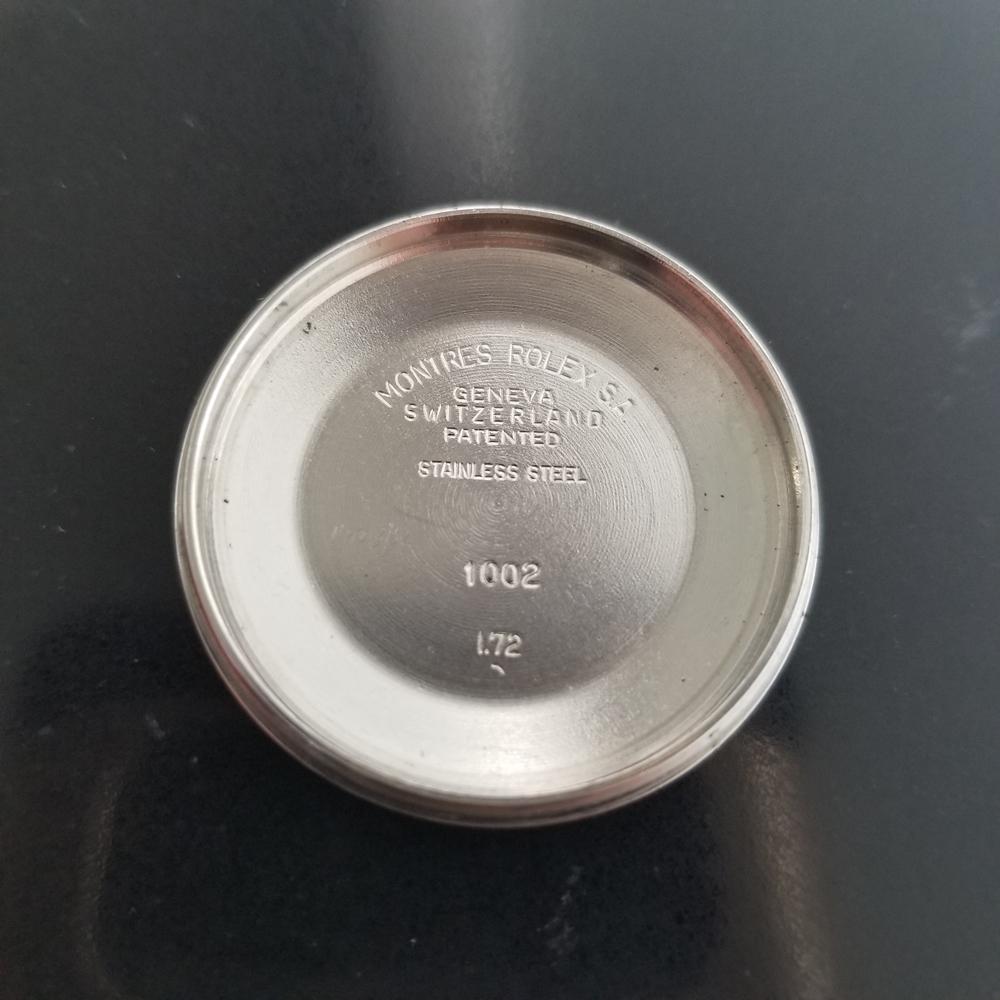 MONTRES ROLEX S.A
GENEVA
SWITZERLAND
PATENTED
STAINLESS STEEL
1002
I.72